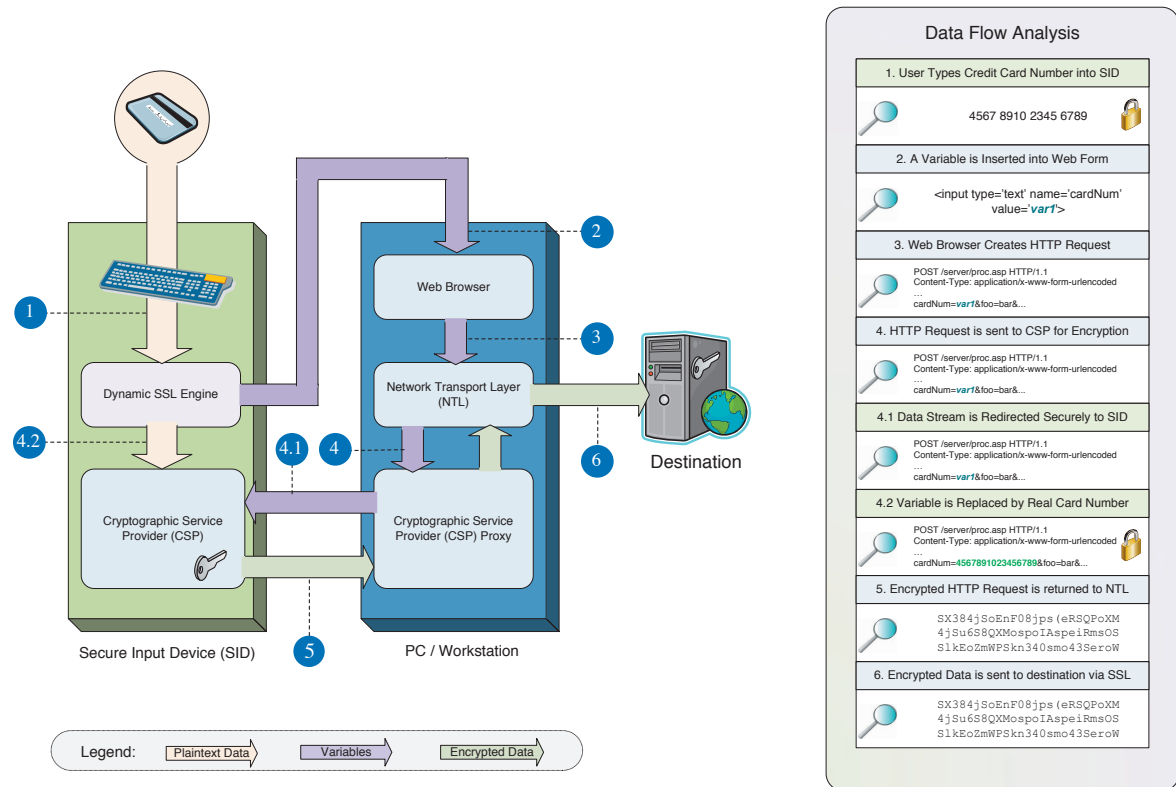 1
Dynamic SSL Engine
4.2
Cryptographic Service
Provider (CSP)
Secure Input Device (SID)
2
Web Browser
3
Network Transport Layer
(NTL)
4
4.1
Cryptographic Service
Provider (CSP) Proxy
5
PC / Workstation
6
Destination
Legend:
Plaintext Data
Variables
Encrypted Data
Data Flow Analysis
1. User Types Credit Card Number into SID
4567 8910 2345 6789
2. A Variable is Inserted into Web Form
<input type='text' name='cardNum'
value='var1'>
3. Web Browser Creates HTTP Request
POST /server/proc.asp HTTP/1.1
Content-Type: application/x-www-form-urlencoded
...
cardNum=var1&foo=bar&...
4. HTTP Request is sent to CSP for Encryption
POST /server/proc.asp HTTP/1.1
Content-Type: application/x-www-form-urlencoded
...
cardNum=var1&foo=bar&...
4.1 Data Stream is Redirected Securely to SID
POST /server/proc.asp HTTP/1.1
Content-Type: application/x-www-form-urlencoded
...
cardNum=var1&foo=bar&...
4.2 Variable is Replaced by Real Card Number
POST /server/proc.asp HTTP/1.1
Content-Type: application/x-www-form-urlencoded
...
cardNum=4567891023456789&foo=bar&...
5. Encrypted HTTP Request is returned to NTL
SX384jSoEnF08jps(eRSQPoXM
4jSu6S8QXMospoIAspeiRmsOS
SlkEoZmWPSkn340smo43SeroW
6. Encrypted Data is sent to destination via SSL
SX384jSoEnF08jps(eRSQPoXM
4jSu6S8QXMospoIAspeiRmsOS
SlkEoZmWPSkn340smo43SeroW